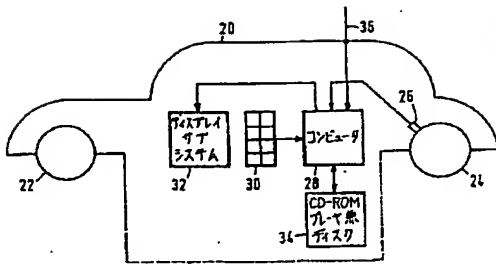 20
35
26
ディスプレイ
サブ
システム
コンピュータ
22
32
30
28
24
CD-ROM
プレーヤ兼
ディスク
34